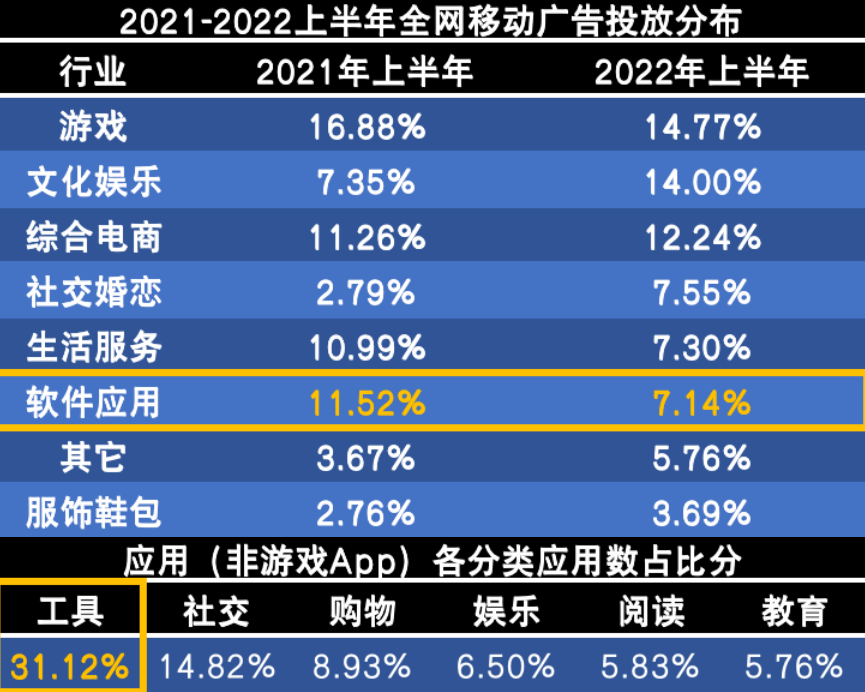 2021-2022上半年全网移动广告投放分布
行业 2021年上半年 2022年上半年
游戏 16.88% 14.77%
文化娱乐 7.35% 14.00%
综合电商 11.26% 12.24%
社交婚恋 2.79% 7.55%
生活服务 10.99% 7.30%
软件应用 11.52% 7.14%
其它 3.67% 5.76%
服饰鞋包 2.76% 3.69%
应用（非游戏App）各分类应用数占比分
工具 社交 购物 娱乐 阅读 教育
31.12% 14.82% 8.93% 6.50% 5.83% 5.76%